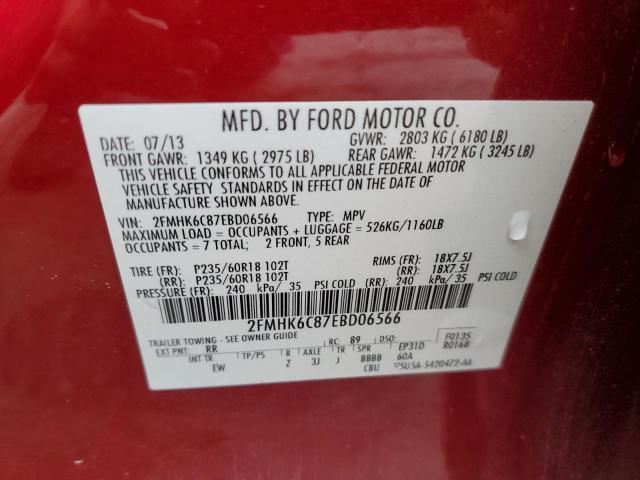 MFD. BY FORD MOTOR CO.
DATE: 07/13 GVWR: 2803 KG ( 6180 LB)
FRONT GAWR: 1349 KG ( 2975 LB) REAR GAWR: 1472 KG ( 3245 LB)
THIS VEHICLE CONFORMS TO ALL APPLICABLE FEDERAL MOTOR
VEHICLE SAFETY STANDARDS IN EFFECT ON THE DATE OF
MANUFACTURE SHOWN ABOVE.
VIN: 2FMHK6C87EBD06566 TYPE: MPV
MAXIMUM LOAD = OCCUPANTS + LUGGAGE = 526KG/1160LB
OCCUPANTS = 7 TOTAL; 2 FRONT, 5 REAR
TIRE (FR): P235/60R18 102T RIMS (FR): 18X7.5J
(RR): P235/60R18 102T (RR): 18X7.5J
PRESSURE (FR): 240 kPa/ 35 PSI COLD (RR): 240 kPa/ 35 PSI COLD
2FMHK6C87EBD06566
TRAILER TOWING - SEE OWNER GUIDE F0135
EXT PNT: RR RC: 89 DSO: R0168
INT TR TP/PS R AXLE TR SPR EP31D
EW Z 3J J BBBB 60A
CBU 5U5A-5420472-AA